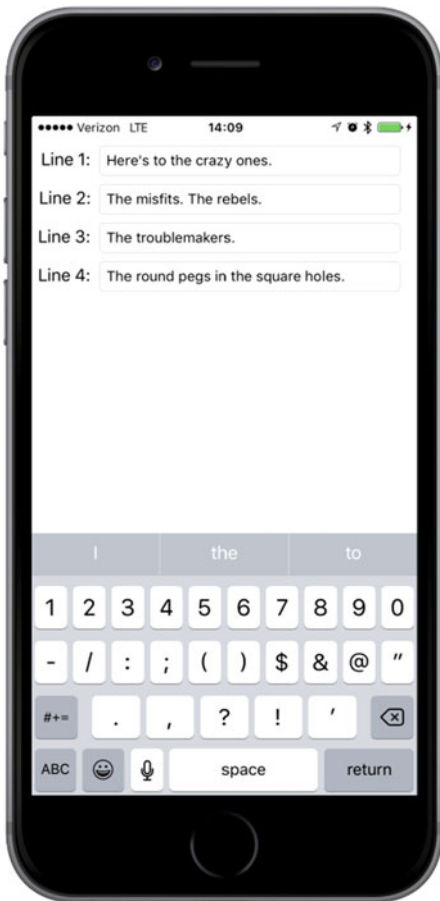 Verizon LTE 14:09
Line 1: Here's to the crazy ones.
Line 2: The misfits. The rebels.
Line 3: The troublemakers.
Line 4: The round pegs in the square holes.
I the to
1 2 3 4 5 6 7 8 9 0
- / : ; ( ) $ & @ "
#+= . , ? ! '
ABC space return